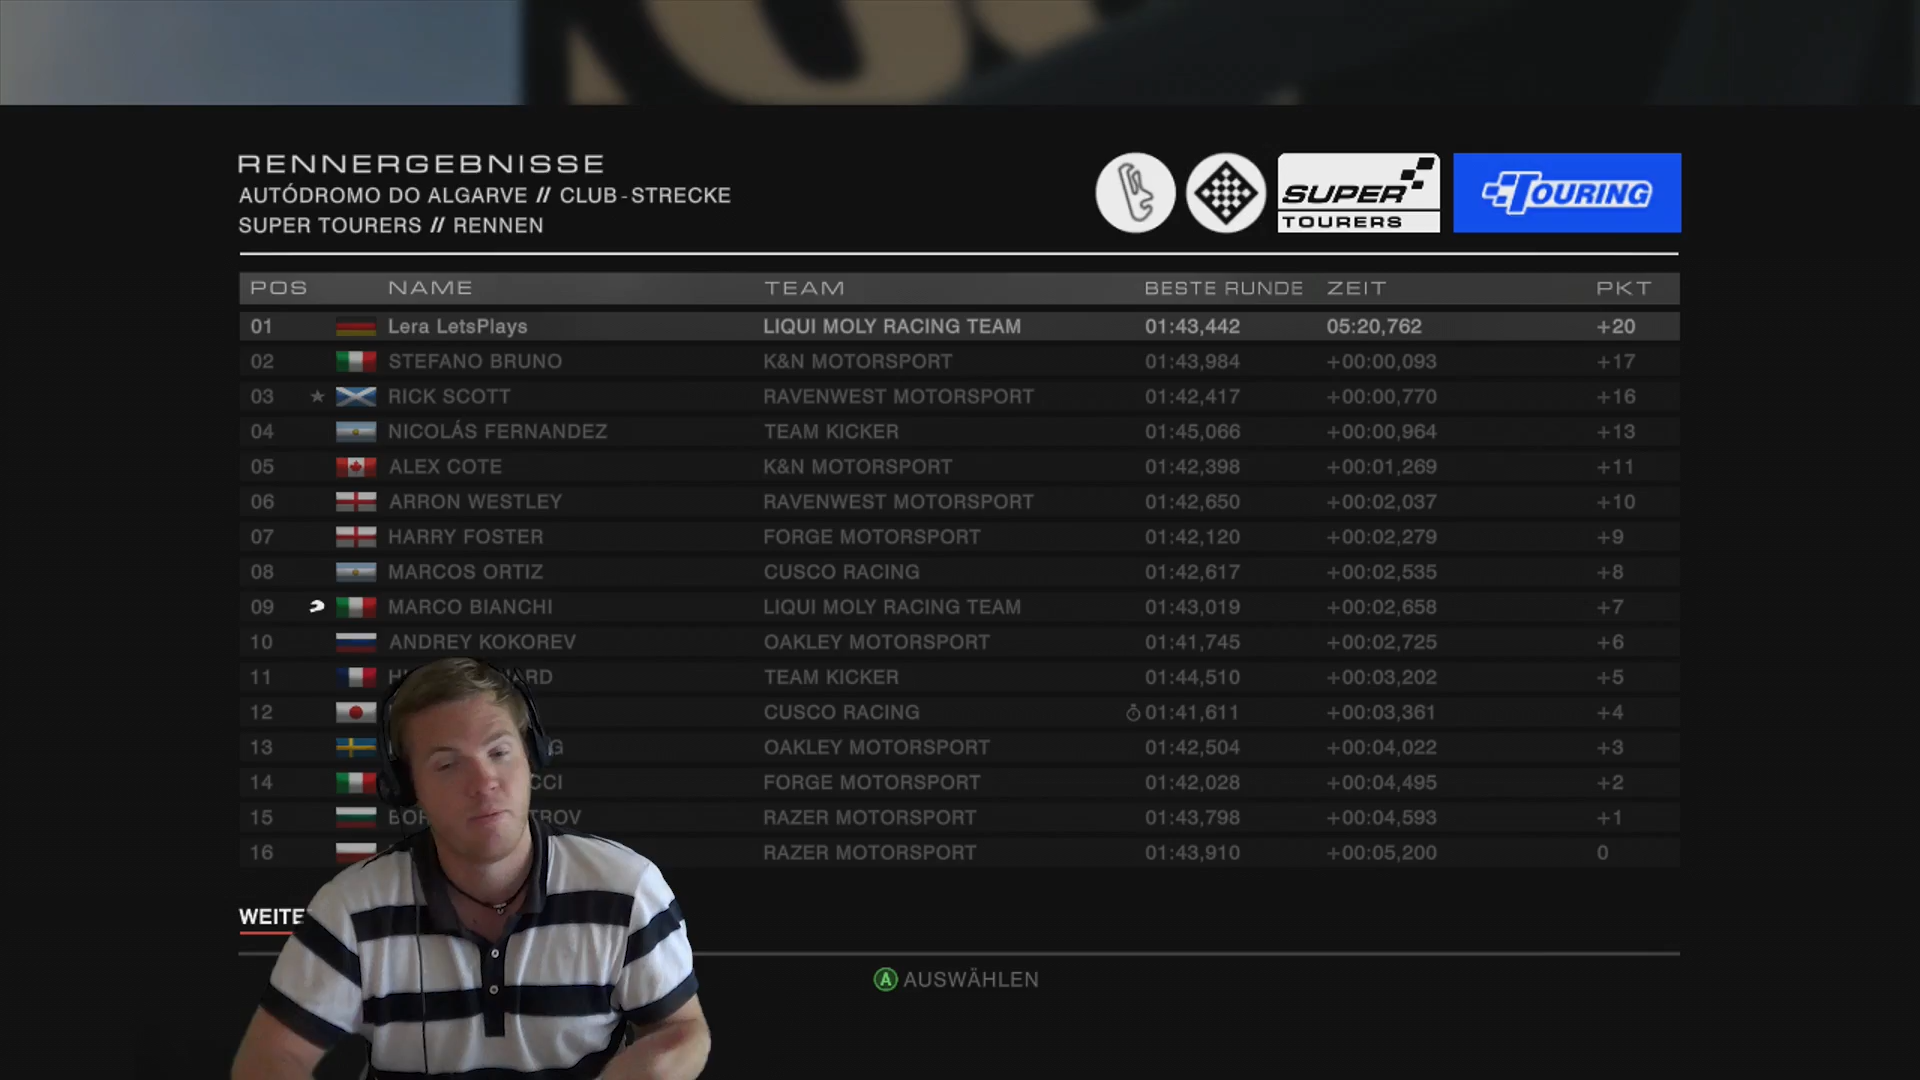 RENNERGEBNISSE
AUTÓDROMO DO ALGARVE // CLUB-STRECKE
SUPER TOURERS // RENNEN
SUPER TOURERS
TOURING
POS NAME TEAM BESTE RUNDE ZEIT PKT
01 Lera LetsPlays LIQUI MOLY RACING TEAM 01:43,442 05:20,762 +20
02 STEFANO BRUNO K&N MOTORSPORT 01:43,984 +00:00,093 +17
03 RICK SCOTT RAVENWEST MOTORSPORT 01:42,417 +00:00,770 +16
04 NICOLÁS FERNANDEZ TEAM KICKER 01:45,066 +00:00,964 +13
05 ALEX COTE K&N MOTORSPORT 01:42,398 +00:01,269 +11
06 ARRON WESTLEY RAVENWEST MOTORSPORT 01:42,650 +00:02,037 +10
07 HARRY FOSTER FORGE MOTORSPORT 01:42,120 +00:02,279 +9
08 MARCOS ORTIZ CUSCO RACING 01:42,617 +00:02,535 +8
09 MARCO BIANCHI LIQUI MOLY RACING TEAM 01:43,019 +00:02,658 +7
10 ANDREY KOKOREV OAKLEY MOTORSPORT 01:41,745 +00:02,725 +6
11 TEAM KICKER 01:44,510 +00:03,202 +5
12 CUSCO RACING 01:41,611 +00:03,361 +4
13 OAKLEY MOTORSPORT 01:42,504 +00:04,022 +3
14 FORGE MOTORSPORT 01:42,028 +00:04,495 +2
15 RAZER MOTORSPORT 01:43,798 +00:04,593 +1
16 RAZER MOTORSPORT 01:43,910 +00:05,200 0
WEITE
A AUSWÄHLEN